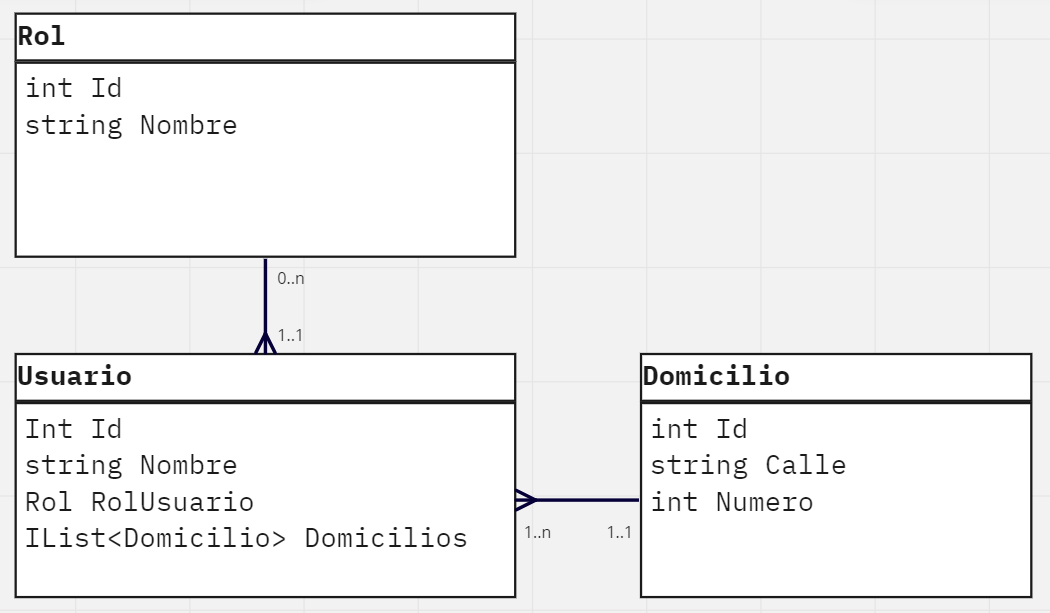 Rol
int Id
string Nombre
0..n
1..1
Usuario
Int Id
string Nombre
Rol RolUsuario
IList<Domicilio> Domicilios
1..n
1..1
Domicilio
int Id
string Calle
int Numero